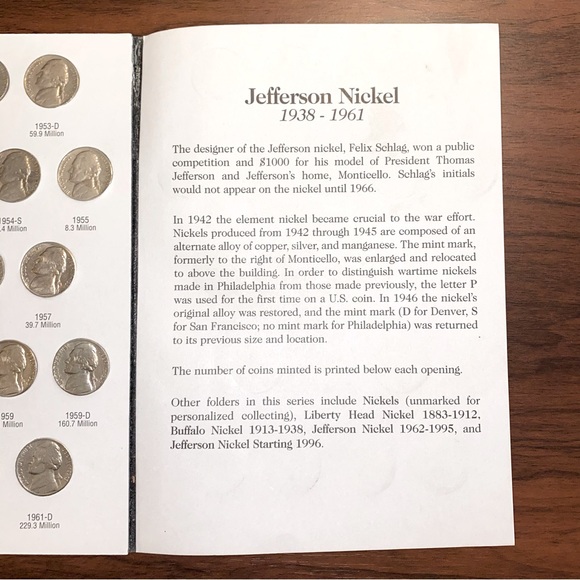 1953-D
59.9 Million
1954-S
.4 Million
1955
8.3 Million
1957
39.7 Million
959
Million
1959-D
160.7 Million
1961-D
229.3 Million
Jefferson Nickel
1938 - 1961
The designer of the Jefferson nickel, Felix Schlag, won a public
competition and $1000 for his model of President Thomas
Jefferson and Jefferson's home, Monticello. Schlag's initials
would not appear on the nickel until 1966.
In 1942 the element nickel became crucial to the war effort.
Nickels produced from 1942 through 1945 are composed of an
alternate alloy of copper, silver, and manganese. The mint mark,
formerly to the right of Monticello, was enlarged and relocated
to above the building. In order to distinguish wartime nickels
made in Philadelphia from those made previously, the letter P
was used for the first time on a U.S. coin. In 1946 the nickel's
original alloy was restored, and the mint mark (D for Denver, S
for San Francisco; no mint mark for Philadelphia) was returned
to its previous size and location.
The number of coins minted is printed below each opening.
Other folders in this series include Nickels (unmarked for
personalized collecting), Liberty Head Nickel 1883-1912,
Buffalo Nickel 1913-1938, Jefferson Nickel 1962-1995, and
Jefferson Nickel Starting 1996.